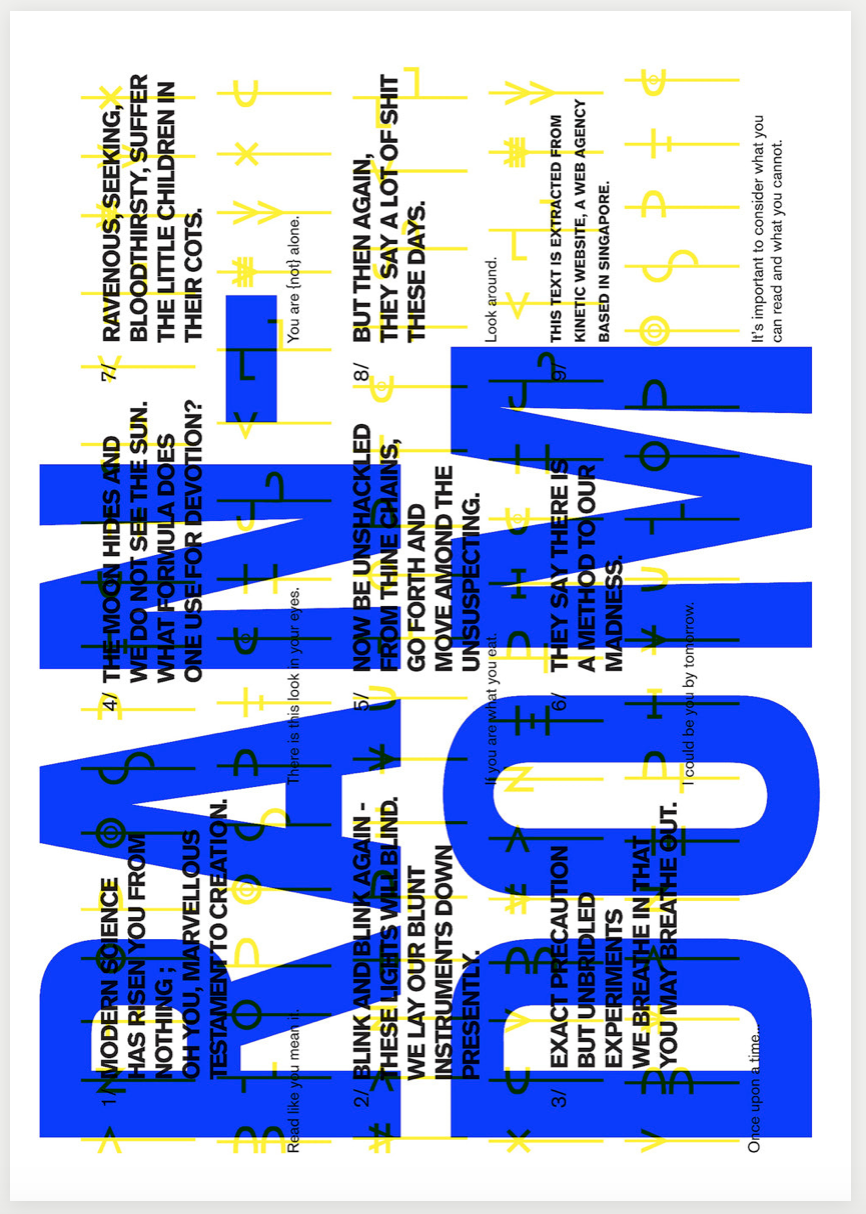 RAN-
DOM
1/ MODERN SCIENCE
HAS RISEN YOU FROM
NOTHING ;
OH YOU, MARVELLOUS
TESTAMENT TO CREATION.
Read like you mean it.
2/ BLINK AND BLINK AGAIN -
THESE LIGHTS WILL BLIND.
WE LAY OUR BLUNT
INSTRUMENTS DOWN
PRESENTLY.
3/ EXACT PRECAUTION
BUT UNBRIDLED
EXPERIMENTS
WE BREATHE IN THAT
YOU MAY BREATHE OUT.
Once upon a time...
4/ THE MOON HIDES AND
WE DO NOT SEE THE SUN.
WHAT FORMULA DOES
ONE USE FOR DEVOTION?
There is this look in your eyes.
5/ NOW BE UNSHACKLED
FROM THINE CHAINS,
GO FORTH AND
MOVE AMOND THE
UNSUSPECTING.
If you are what you eat.
6/ THEY SAY THERE IS
A METHOD TO OUR
MADNESS.
I could be you by tomorrow.
7/ RAVENOUS, SEEKING,
BLOODTHIRSTY, SUFFER
THE LITTLE CHILDREN IN
THEIR COTS.
You are {not} alone.
8/ BUT THEN AGAIN,
THEY SAY A LOT OF SHIT
THESE DAYS.
Look around.
9/ THIS TEXT IS EXTRACTED FROM
KINETIC WEBSITE, A WEB AGENCY
BASED IN SINGAPORE.
It's important to consider what you
can read and what you cannot.